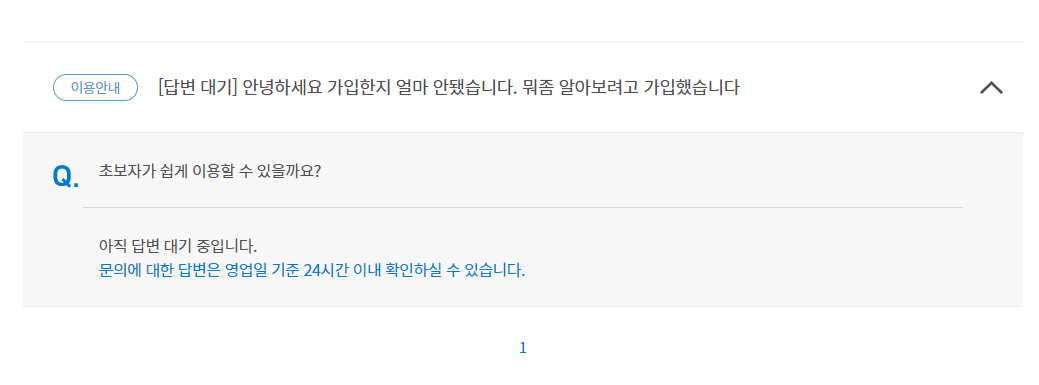 이용안내 [답변 대기] 안녕하세요 가입한지 얼마 안됐습니다. 뭐좀 알아보려고 가입했습니다
Q. 초보자가 쉽게 이용할 수 있을까요?
아직 답변 대기 중입니다.
문의에 대한 답변은 영업일 기준 24시간 이내 확인하실 수 있습니다.
1